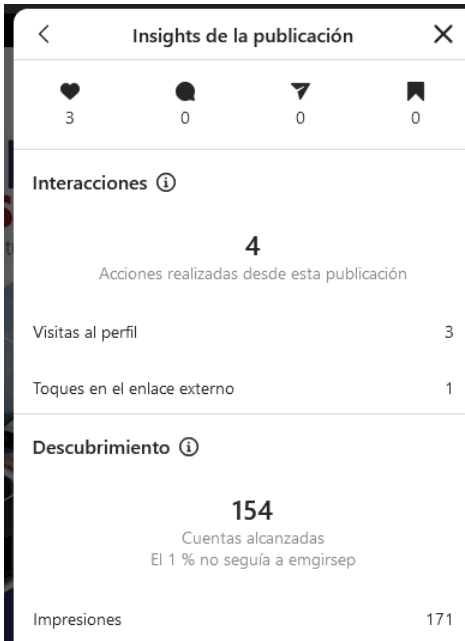 Insights de la publicación
3
0
0
0
Interacciones
4
Acciones realizadas desde esta publicación
Visitas al perfil 3
Toques en el enlace externo 1
Descubrimiento
154
Cuentas alcanzadas
El 1 % no seguía a emgirsep
Impresiones 171